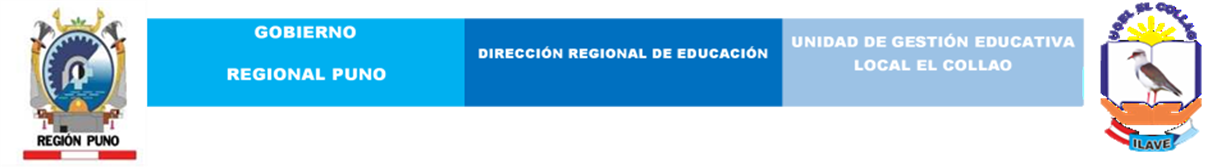 REGIÓN PUNO
GOBIERNO
REGIONAL PUNO
DIRECCIÓN REGIONAL DE EDUCACIÓN
UNIDAD DE GESTIÓN EDUCATIVA
LOCAL EL COLLAO
UGEL EL COLLAO
ILAVE